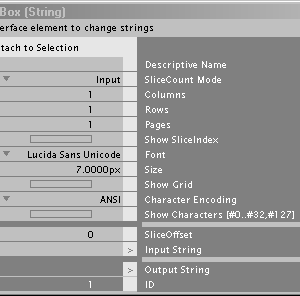 Box (String)
erface element to change strings
tach to Selection
Descriptive Name
Input SliceCount Mode
1 Columns
1 Rows
1 Pages
Show SliceIndex
Lucida Sans Unicode Font
7.0000px Size
Show Grid
ANSI Character Encoding
Show Characters [#0..#32,#127]
0 SliceOffset
> Input String
> Output String
1 ID